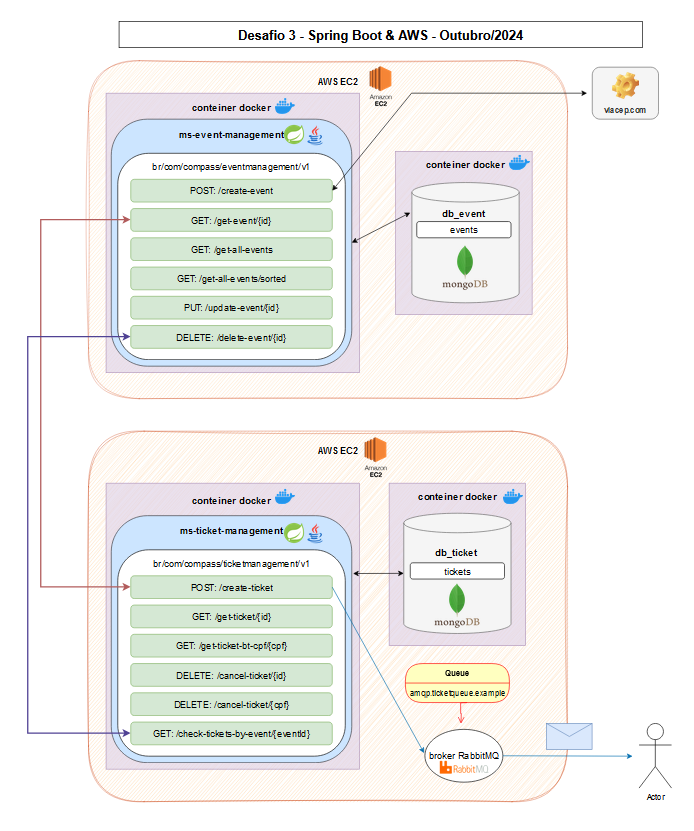 Desafio 3 - Spring Boot & AWS - Outubro/2024
AWS EC2
Amazon
EC2
viacep.com
conteiner docker
ms-event-management
br/com/compass/eventmanagement/v1
POST: /create-event
GET: /get-event/{id}
GET: /get-all-events
GET: /get-all-events/sorted
PUT: /update-event/{id}
DELETE: /delete-event/{id}
conteiner docker
db_event
events
mongoDB
AWS EC2
Amazon
EC2
conteiner docker
ms-ticket-management
br/com/compass/ticketmanagement/v1
POST: /create-ticket
GET: /get-ticket/{id}
GET: /get-ticket-bt-cpf/{cpf}
DELETE: /cancel-ticket/{id}
DELETE: /cancel-ticket/{cpf}
GET: /check-tickets-by-event/{eventId}
conteiner docker
db_ticket
tickets
mongoDB
Queue
amqp.ticketqueue.example
broker RabbitMQ
RabbitMQ
Actor